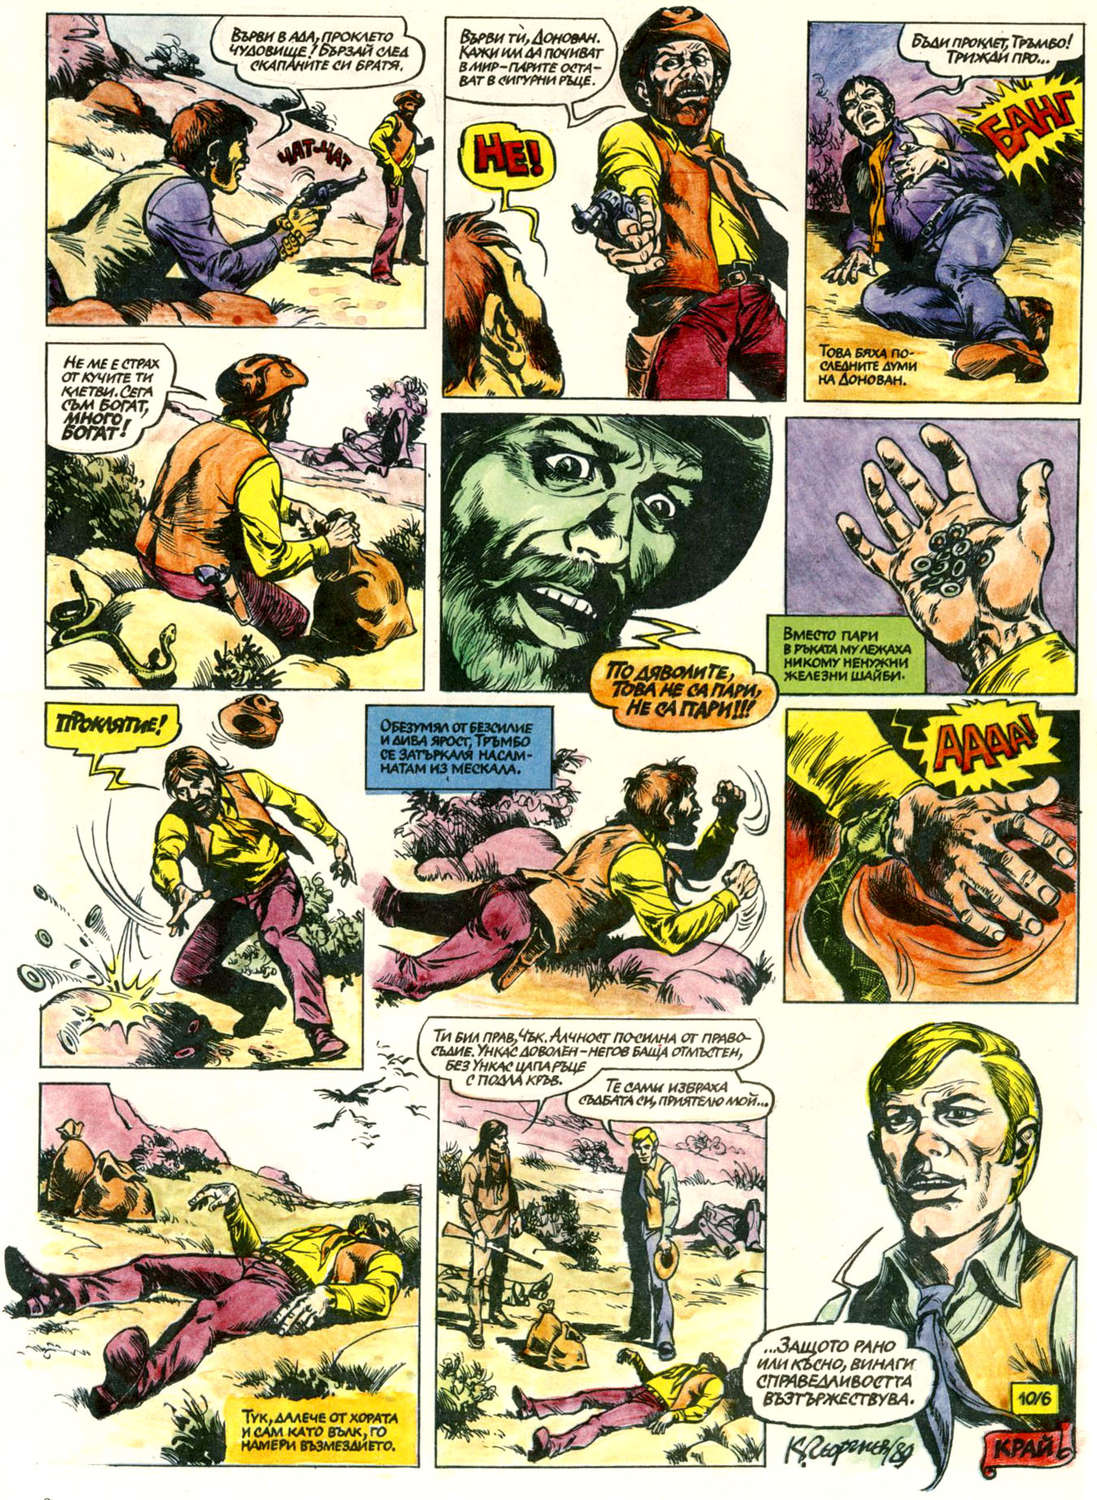 ВЪРВИ В АДА, ПРОКЛЕТО
ЧУДОВИЩЕ! БЪРЗАЙ СЛЕД
СКАПАНИТЕ СИ БРАТЯ.
ЧАТ-ЧАТ
ВЪРВИ ТИ, ДОНОВАН.
КАЖИ ИМ ДА ПОЧИВАТ
В МИР-ПАРИТЕ ОСТА-
ВАТ В СИГУРНИ РЪЦЕ.
НЕ!
БЪДИ ПРОКЛЕТ, ТРЪМБО!
ТРИЖДИ ПРО...
БАНГ
ТОВА БЯХА ПО-
СЛЕДНИТЕ ДУМИ
НА ДОНОВАН.
НЕ МЕ Е СТРАХ
ОТ КУЧИТЕ ТИ
КЛЕТВИ. СЕГА
СЪМ БОГАТ,
МНОГО
БОГАТ!
ПО ДЯВОЛИТЕ,
ТОВА НЕ СА ПАРИ,
НЕ СА ПАРИ!!!
ВМЕСТО ПАРИ
В РЪКАТА МУ ЛЕЖАХА
НИКОМУ НЕНУЖНИ
ЖЕЛЕЗНИ ШАЙБИ.
ПРОКЛЯТИЕ!
ОБЕЗУМЯЛ ОТ БЕЗСИЛИЕ
И ДИВА ЯРОСТ, ТРЪМБО
СЕ ЗАТЪРКАЛЯ НАСАМ-
НАТАМ ИЗ МЕСКАЛА.
АААА!
ТИ БИЛ ПРАВ, ЧЪК. АЛЧНОСТ ПО-СИЛНА ОТ ПРАВО-
СЪДИЕ. УНКАС ДОВОЛЕН-НЕГОВ БАЩА ОТМЪСТЕН,
БЕЗ УНКАС ЦАПА РЪЦЕ
С ПОДЛА КРЪВ.
ТЕ САМИ ИЗБРАХА
СЪДБАТА СИ, ПРИЯТЕЛЮ МОЙ...
ТУК, ДАЛЕЧЕ ОТ ХОРАТА
И САМ КАТО ВЪЛК, ГО
НАМЕРИ ВЪЗМЕЗДИЕТО.
...ЗАЩОТО РАНО
ИЛИ КЪСНО, ВИНАГИ
СПРАВЕДЛИВОСТТА
ВЪЗТЪРЖЕСТВУВА.
10/6
КРАЙ